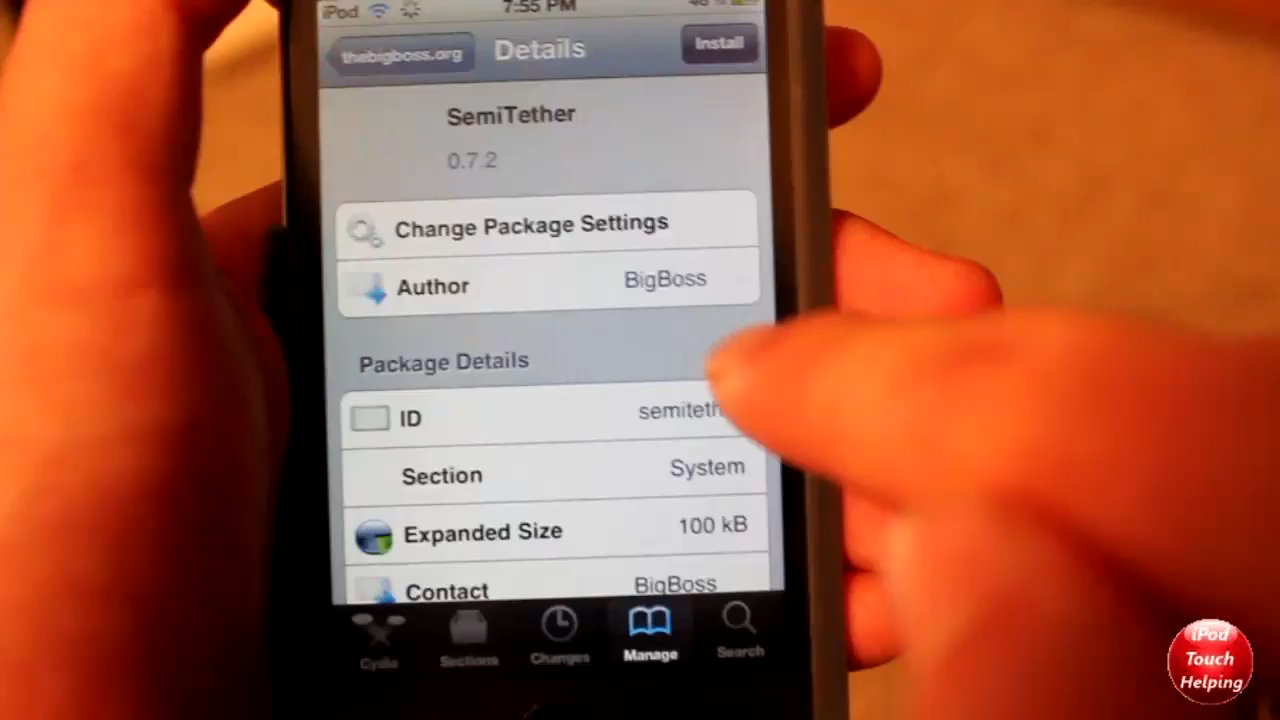 iPod 7:55 PM
thebigboss.org Details Install
SemiTether
0.7.2
Change Package Settings
Author BigBoss
Package Details
ID semiteth
Section System
Expanded Size 100 kB
Contact BigBoss
Cydia Sections Changes Manage Search
iPod
Touch
Helping